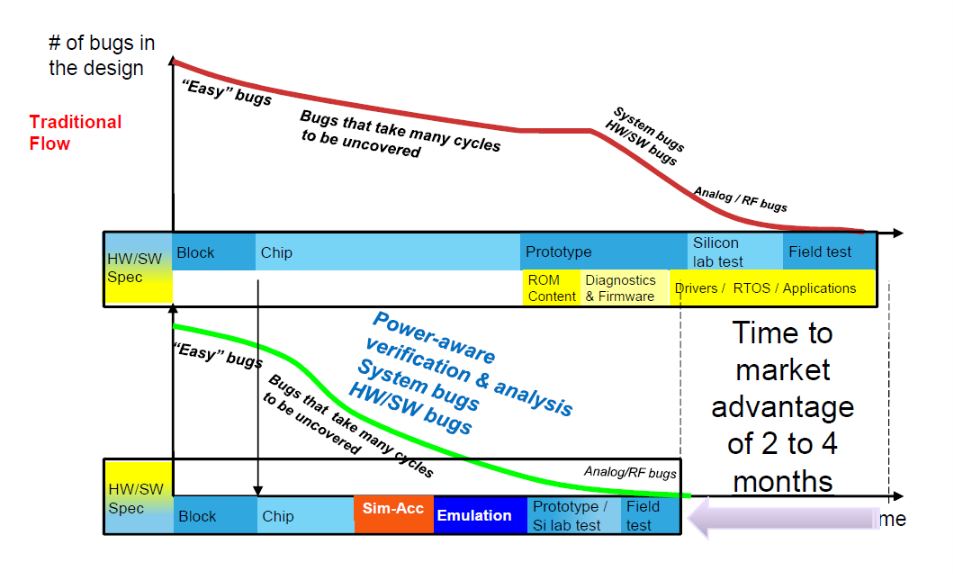 # of bugs in
the design
Traditional
Flow
“Easy” bugs
Bugs that take many cycles
to be uncovered
System bugs
HW/SW bugs
Analog / RF bugs
HW/SW
Spec
Block
Chip
Prototype
Silicon
lab test
Field test
ROM
Content
Diagnostics
& Firmware
Drivers / RTOS / Applications
“Easy” bugs
Bugs that take many cycles
to be uncovered
Power-aware
verification & analysis
System bugs
HW/SW bugs
Analog/RF bugs
Time to
market
advantage
of 2 to 4
months
HW/SW
Spec
Block
Chip
Sim-Acc
Emulation
Prototype /
Si lab test
Field
test
me